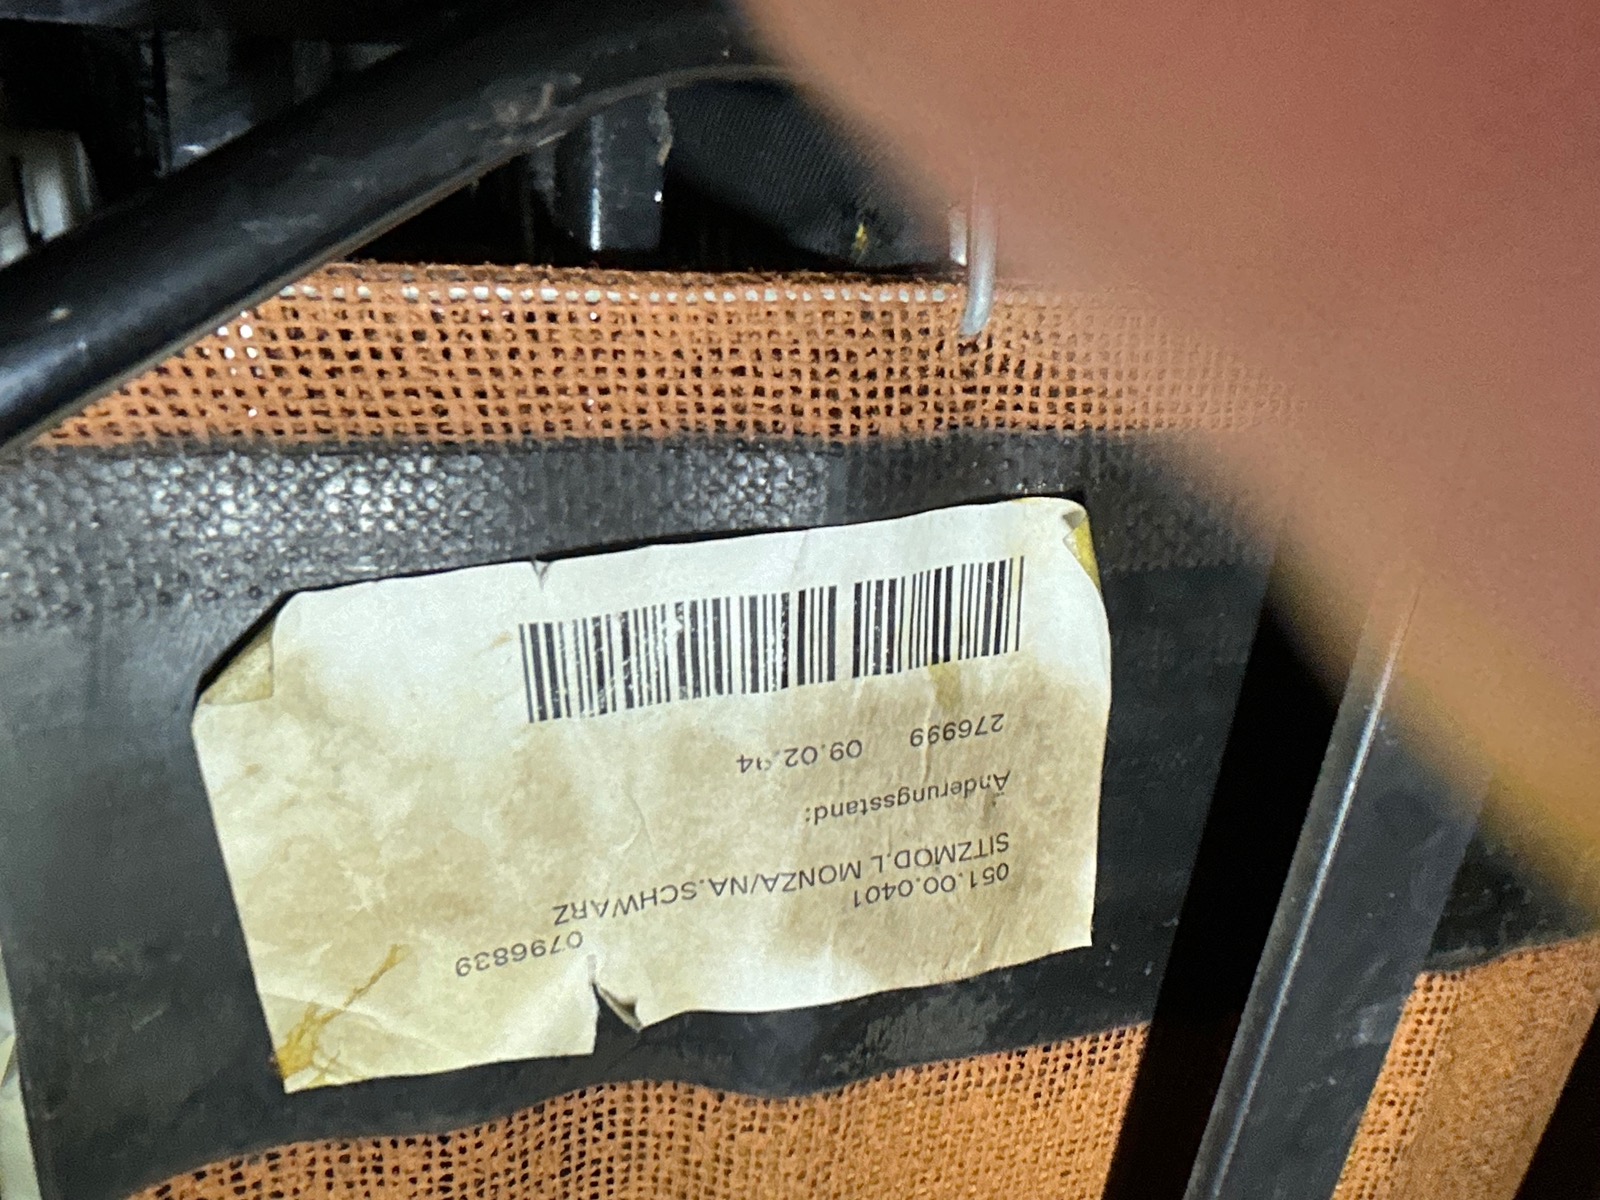 0796839
051.00.0401
SITZMOD.L MONZA/NA.SCHWARZ
Änderungsstand:
276999 09.02.94